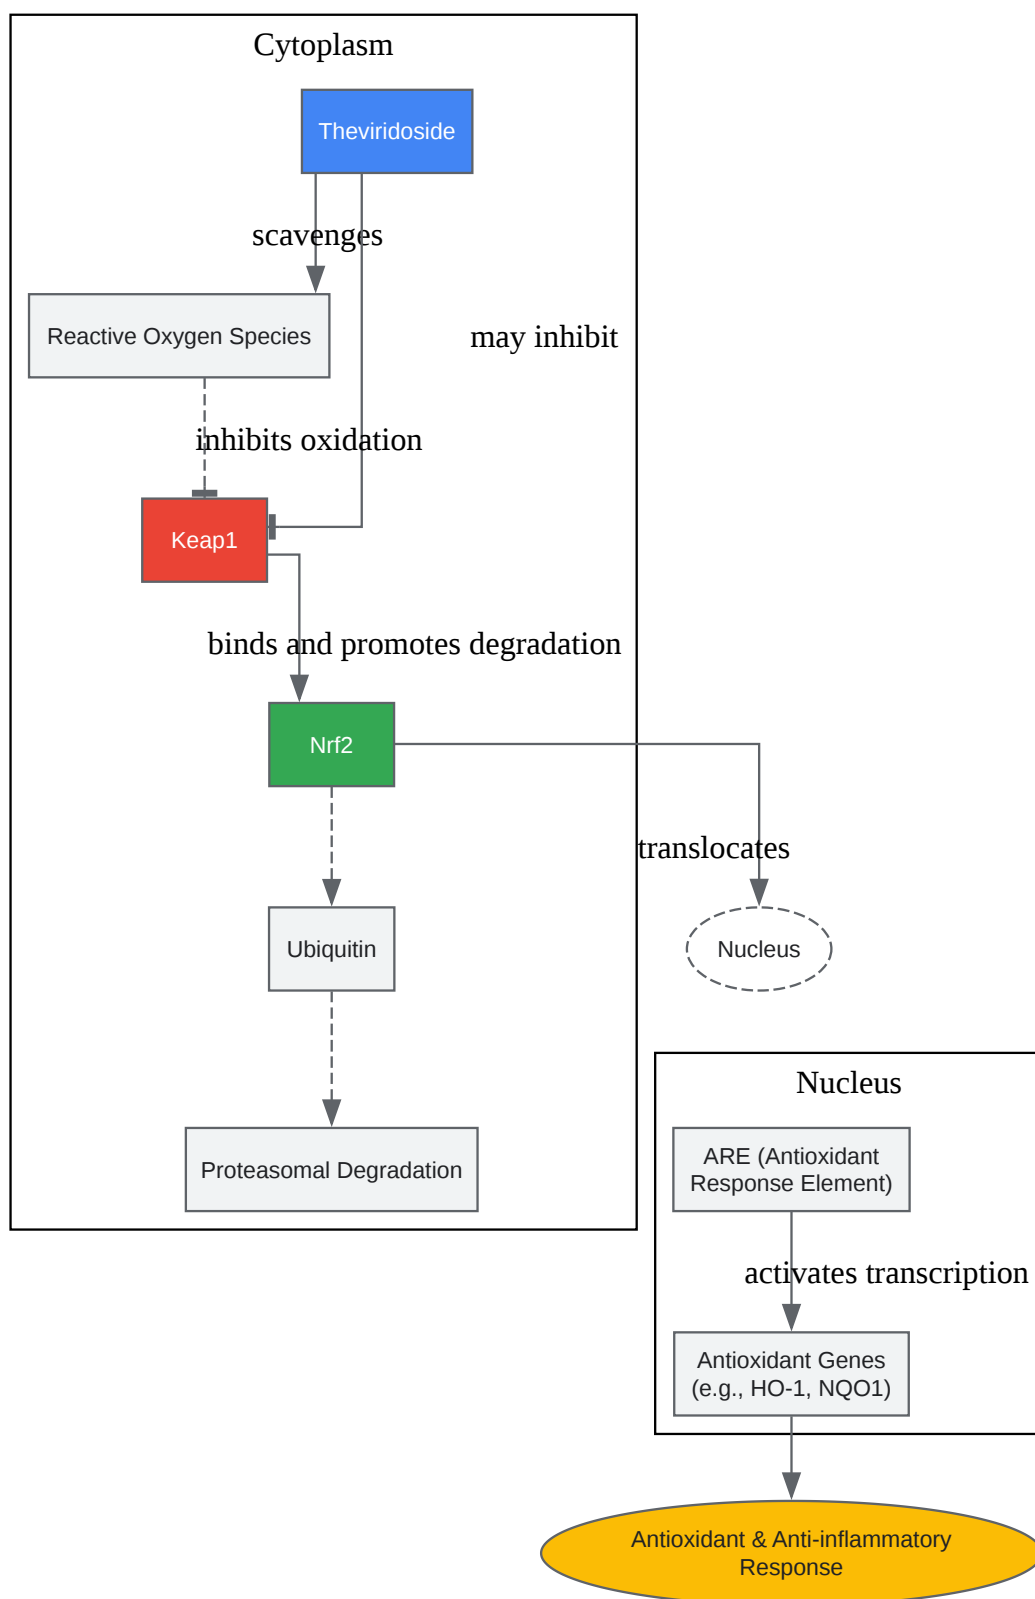 Cytoplasm
Theviridoside
scavenges
Reactive Oxygen Species
may inhibit
inhibits oxidation
Keap1
binds and promotes degradation
Nrf2
translocates
Ubiquitin
Nucleus
Nucleus
Proteasomal Degradation
ARE (Antioxidant
Response Element)
activates transcription
Antioxidant Genes
(e.g., HO-1, NQO1)
Antioxidant & Anti-inflammatory
Response